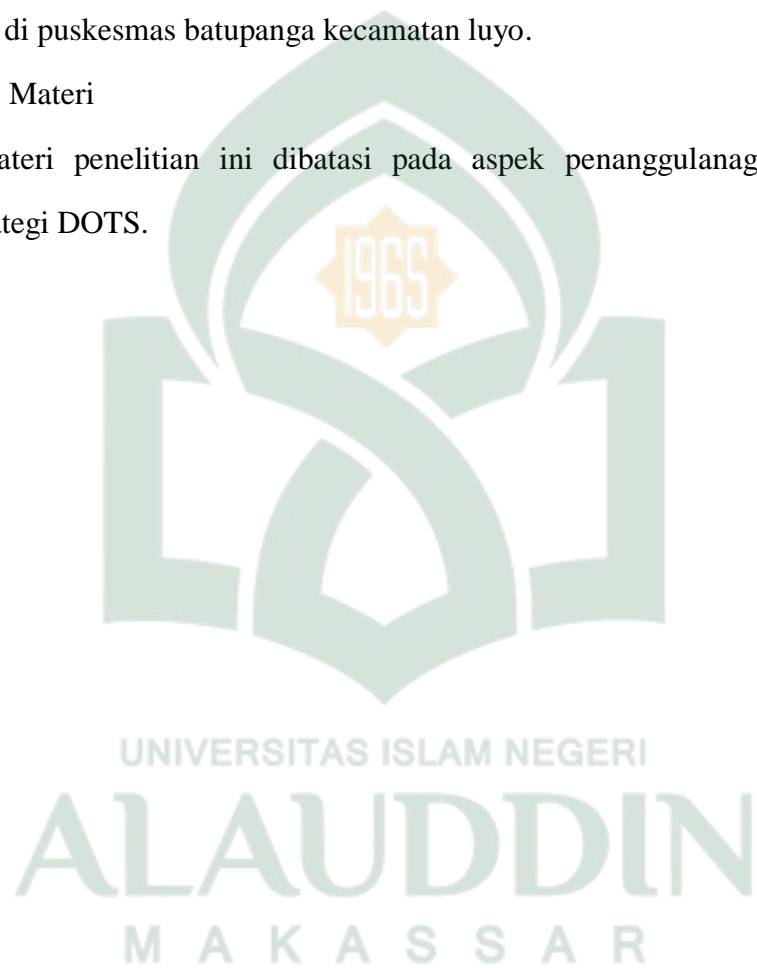 di puskesmas batupanga kecamatan luyo.
Materi
ateri penelitian ini dibatasi pada aspek penanggulanag
tegi DOTS.
1965
UNIVERSITAS ISLAM NEGERI
ALAUDDIN
MAKASSAR